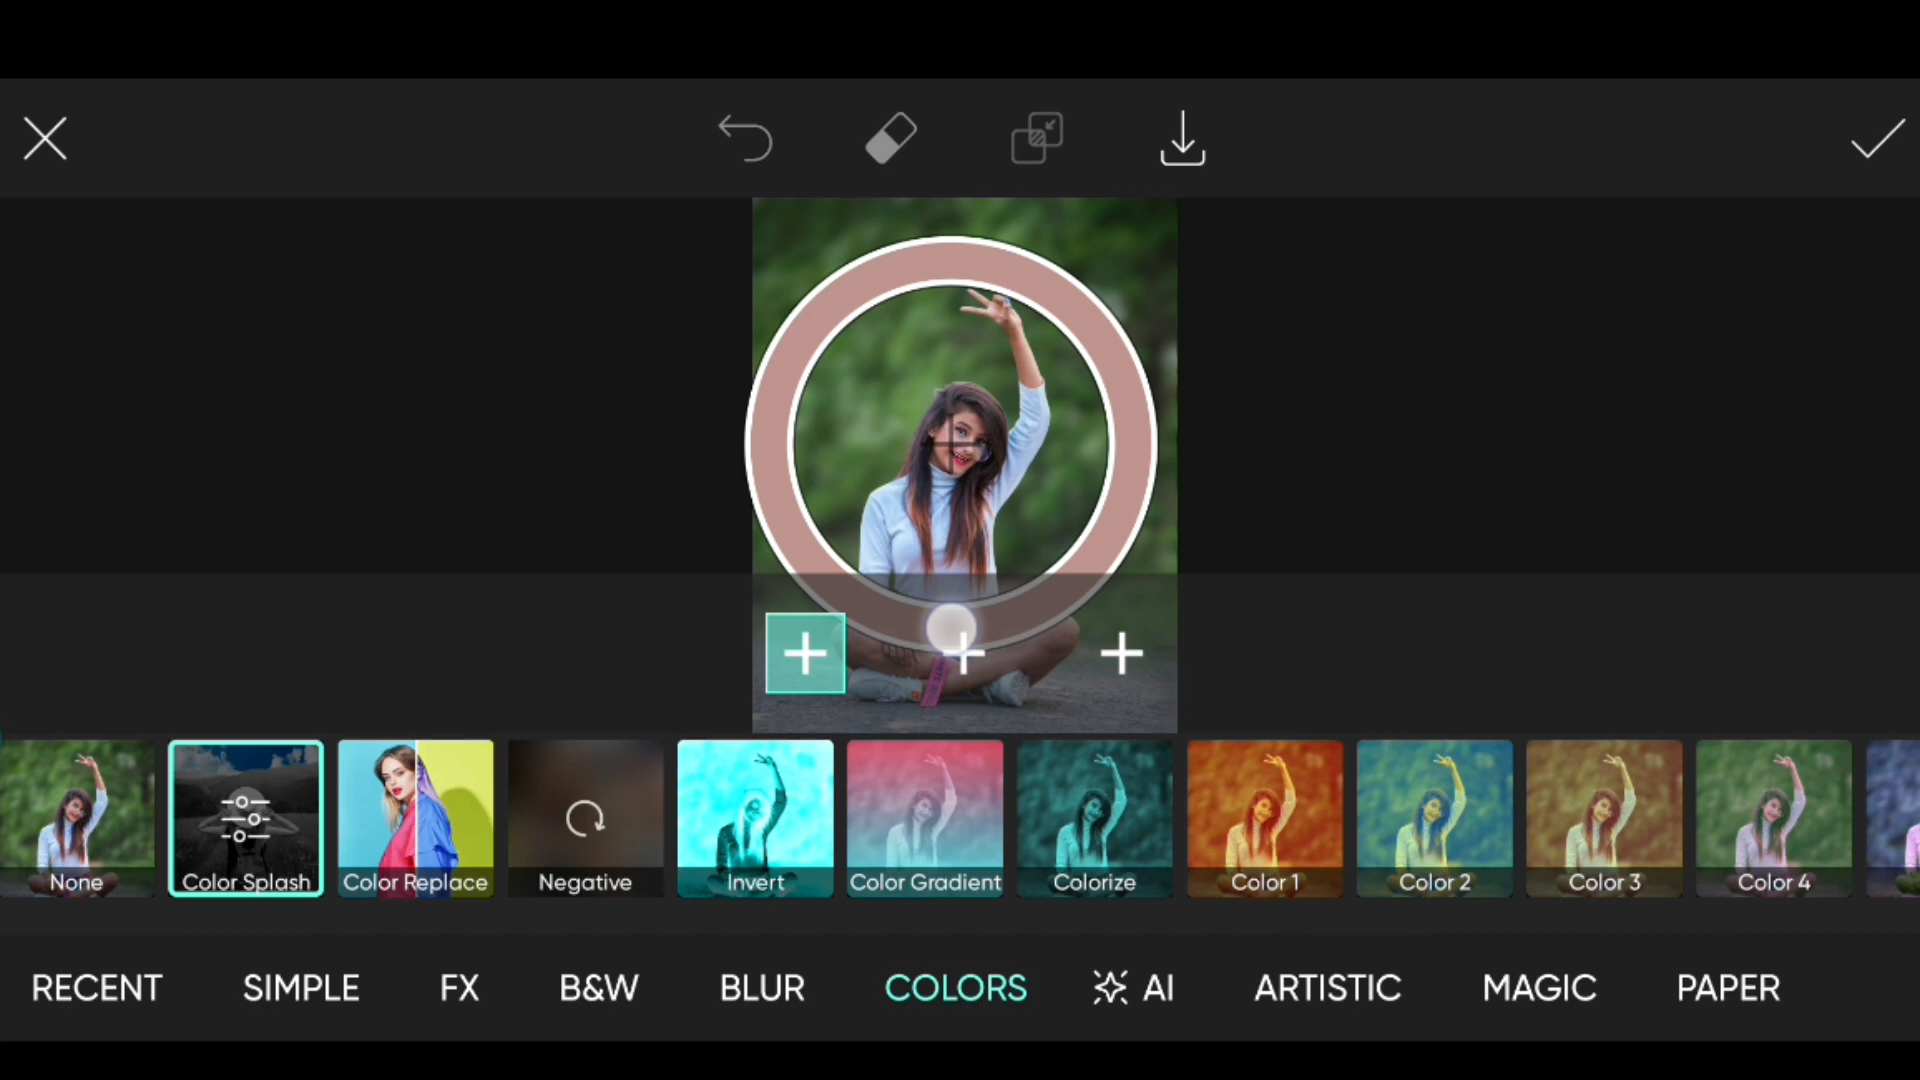 None
Color Splash
Color Replace
Negative
Invert
Color Gradient
Colorize
Color 1
Color 2
Color 3
Color 4
RECENT
SIMPLE
FX
B&W
BLUR
COLORS
AI
ARTISTIC
MAGIC
PAPER